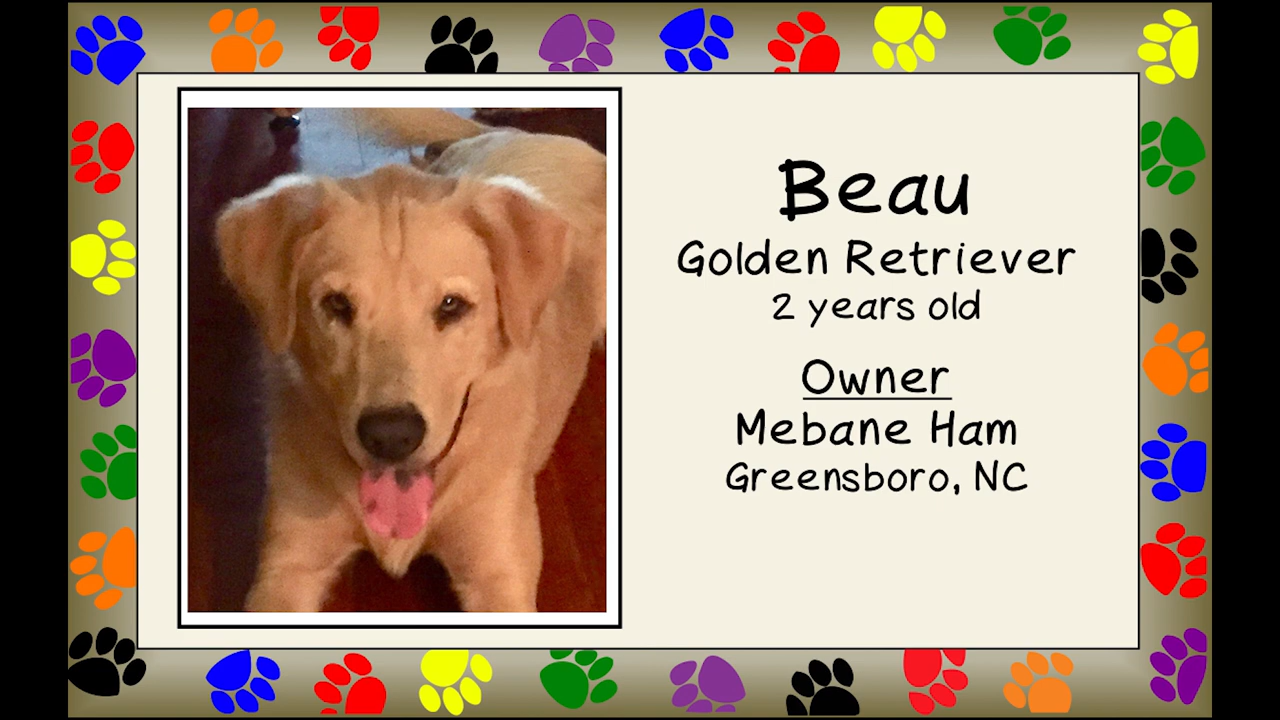 Beau
Golden Retriever
2 years old
Owner
Mebane Ham
Greensboro, NC